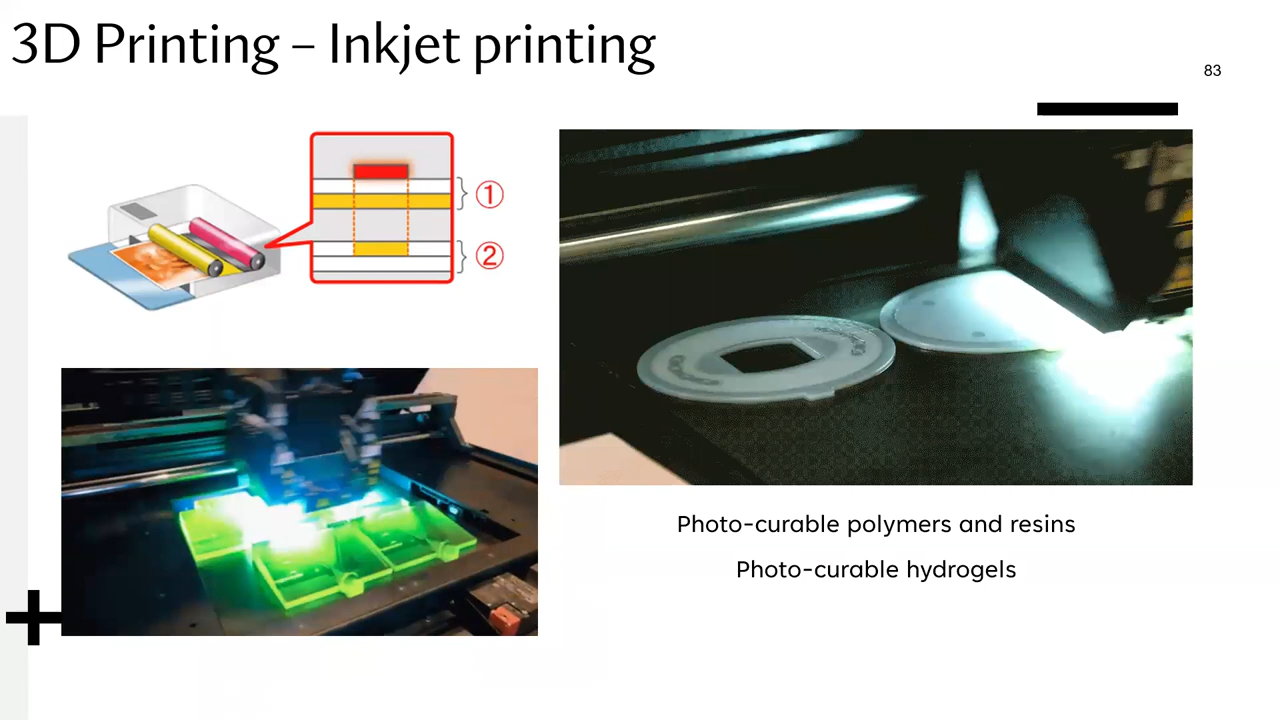 3D Printing – Inkjet printing
83
①
②
Photo-curable polymers and resins
Photo-curable hydrogels